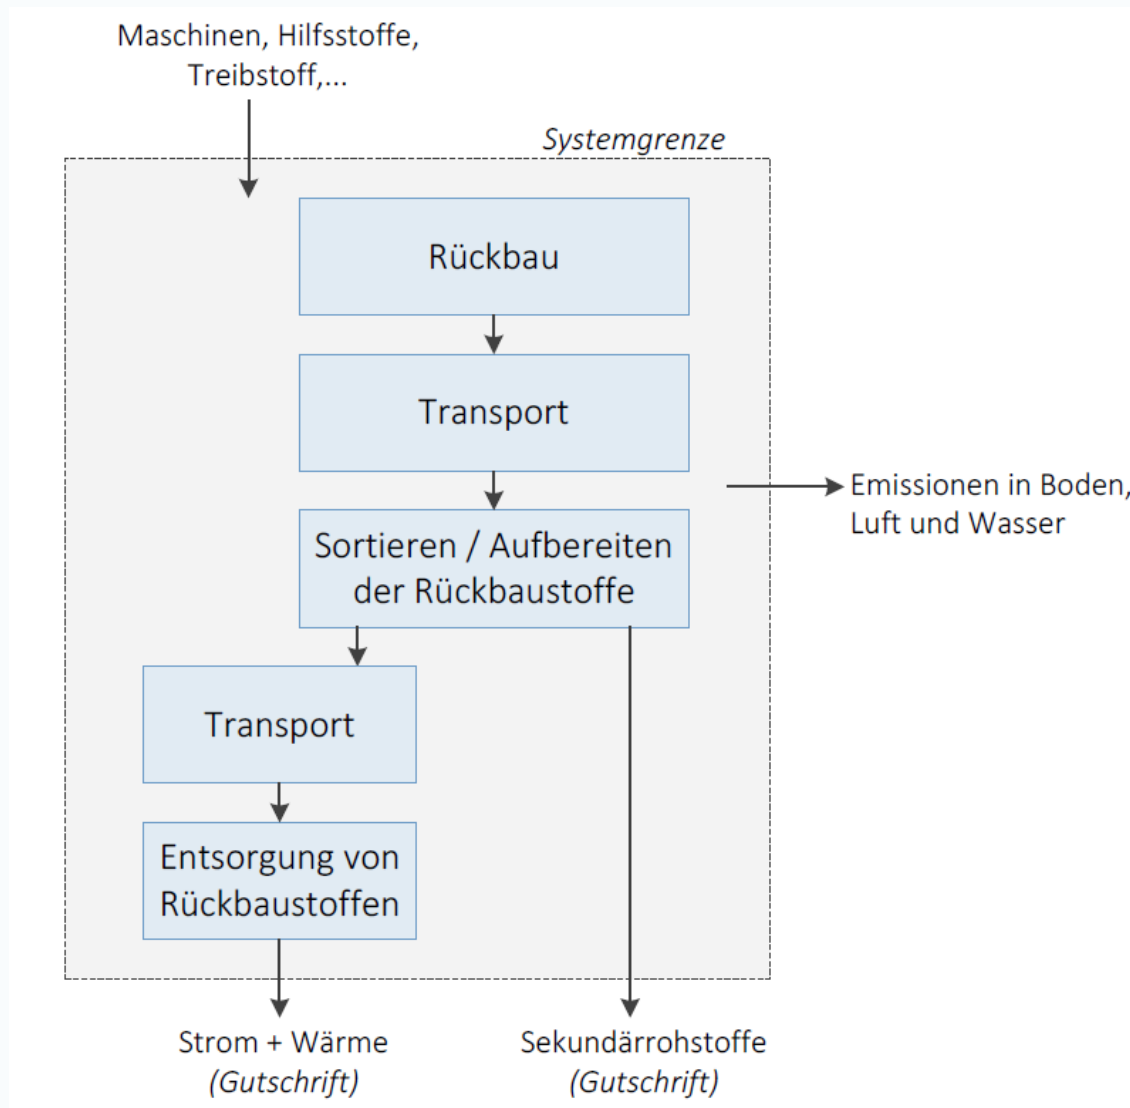 Maschinen, Hilfsstoffe,
Treibstoff,...
Systemgrenze
Rückbau
Transport
Emissionen in Boden,
Luft und Wasser
Sortieren / Aufbereiten
der Rückbaustoffe
Transport
Entsorgung von
Rückbaustoffen
Strom + Wärme
(Gutschrift)
Sekundärrohstoffe
(Gutschrift)